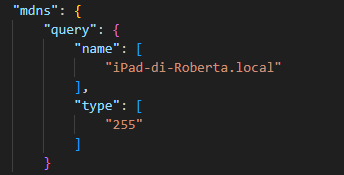 "mdns": {
"query": {
"name": [
"iPad-di-Roberta.local"
],
"type": [
"255"
]
}